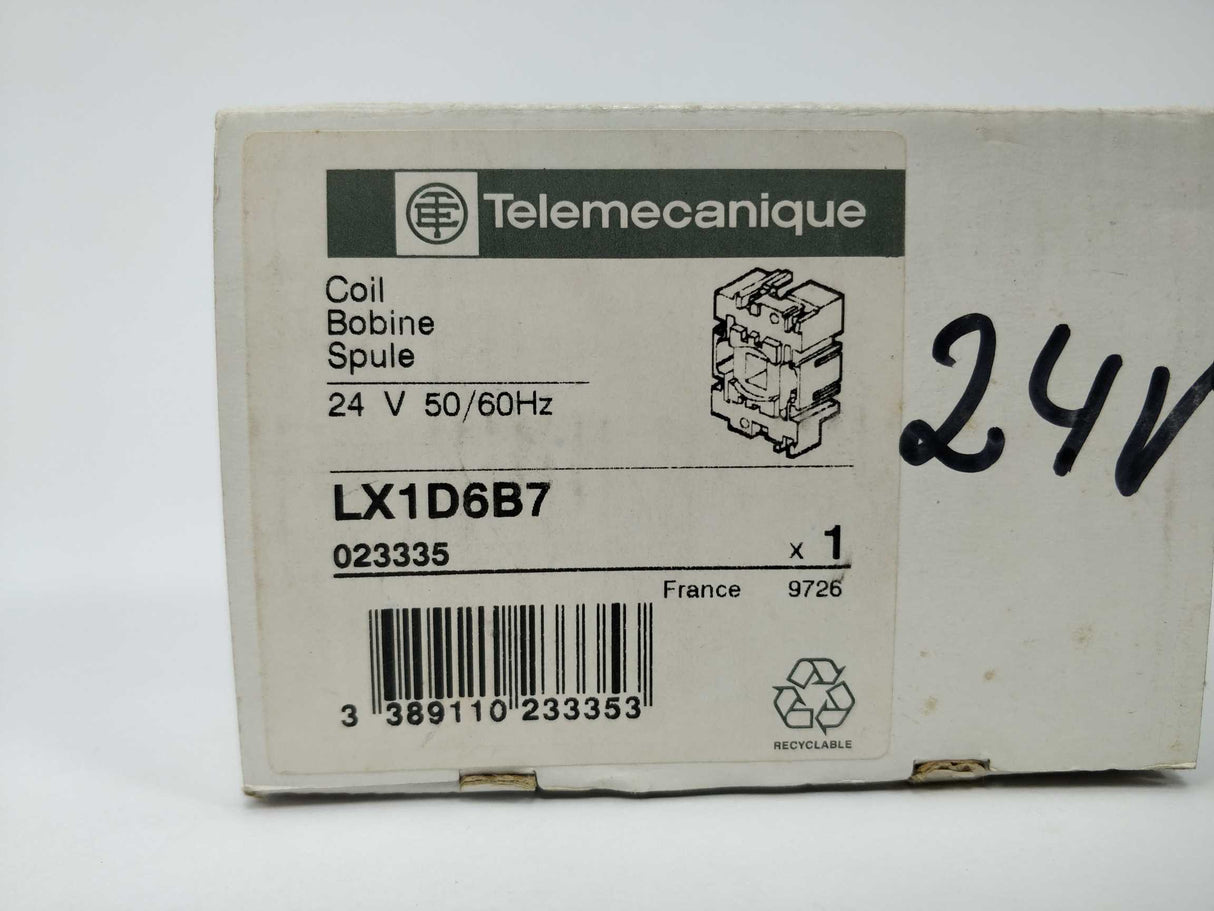 Telemecanique
Coil
Bobine
Spule
24 V 50/60Hz
LX1D6B7
023335
x 1
France 9726
3 389110 233353
RECYCLABLE
24V